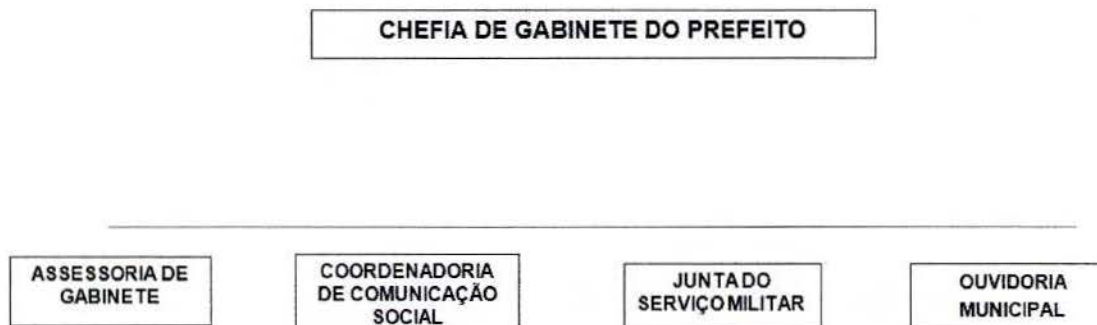 CHEFIA DE GABINETE DO PREFEITO
ASSESSORIA DE
GABINETE
COORDENADORIA
DE COMUNICAÇÃO
SOCIAL
JUNTA DO
SERVIÇO MILITAR
OUVIDORIA
MUNICIPAL